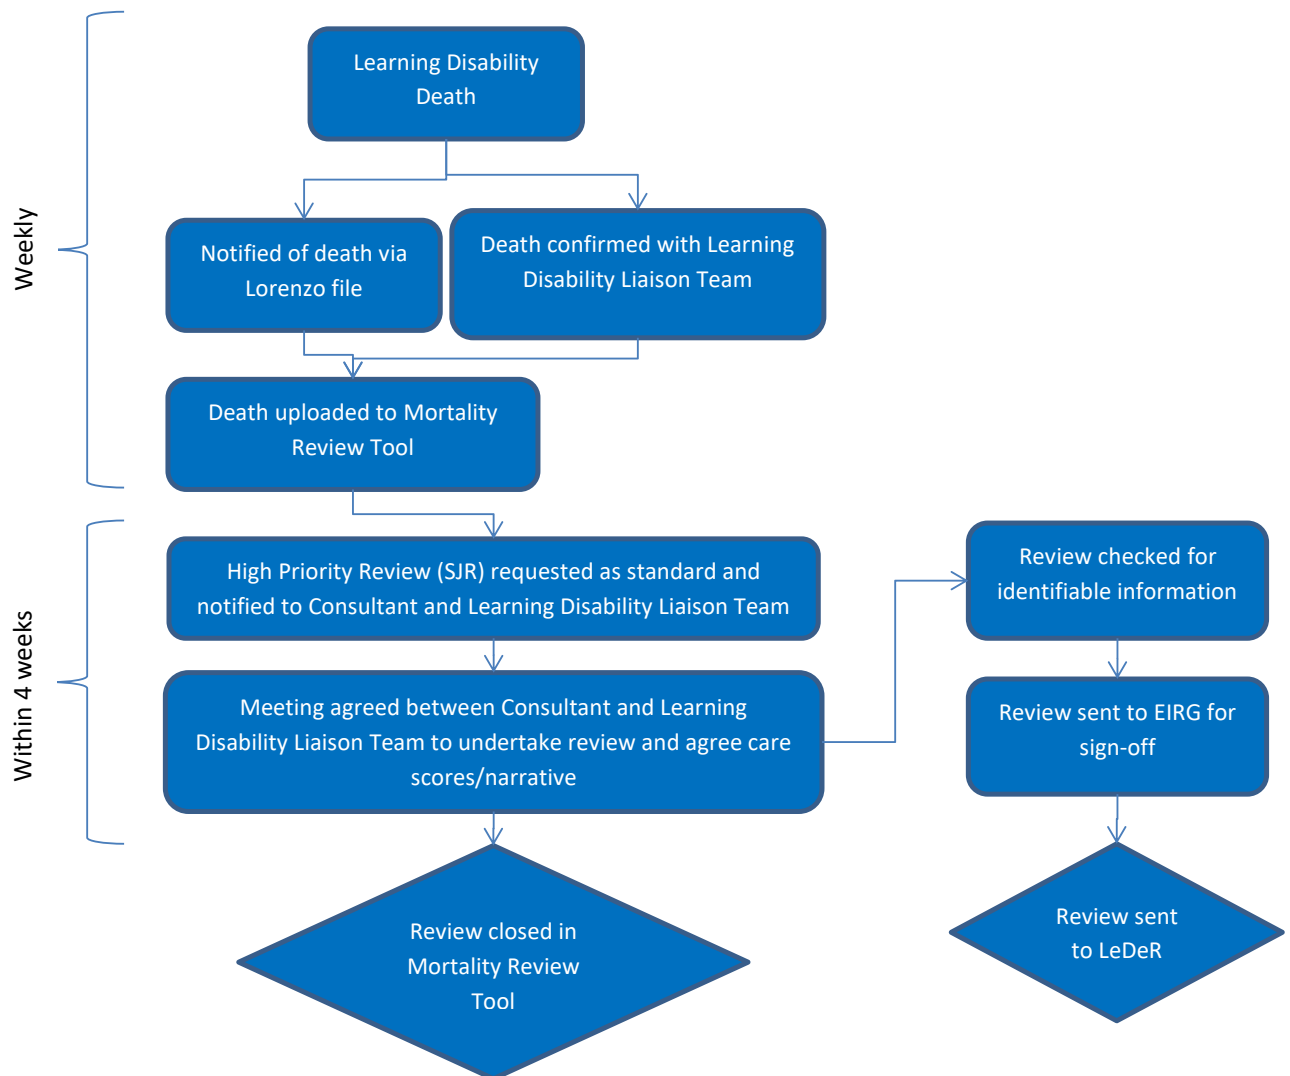 Weekly
Learning Disability
Death
Notified of death via
Lorenzo file
Death confirmed with Learning
Disability Liaison Team
Death uploaded to Mortality
Review Tool
Within 4 weeks
High Priority Review (SJR) requested as standard and
notified to Consultant and Learning Disability Liaison Team
Meeting agreed between Consultant and Learning
Disability Liaison Team to undertake review and agree care
scores/narrative
Review closed in
Mortality Review
Tool
Review checked for
identifiable information
Review sent to EIRG for
sign-off
Review sent
to LeDeR